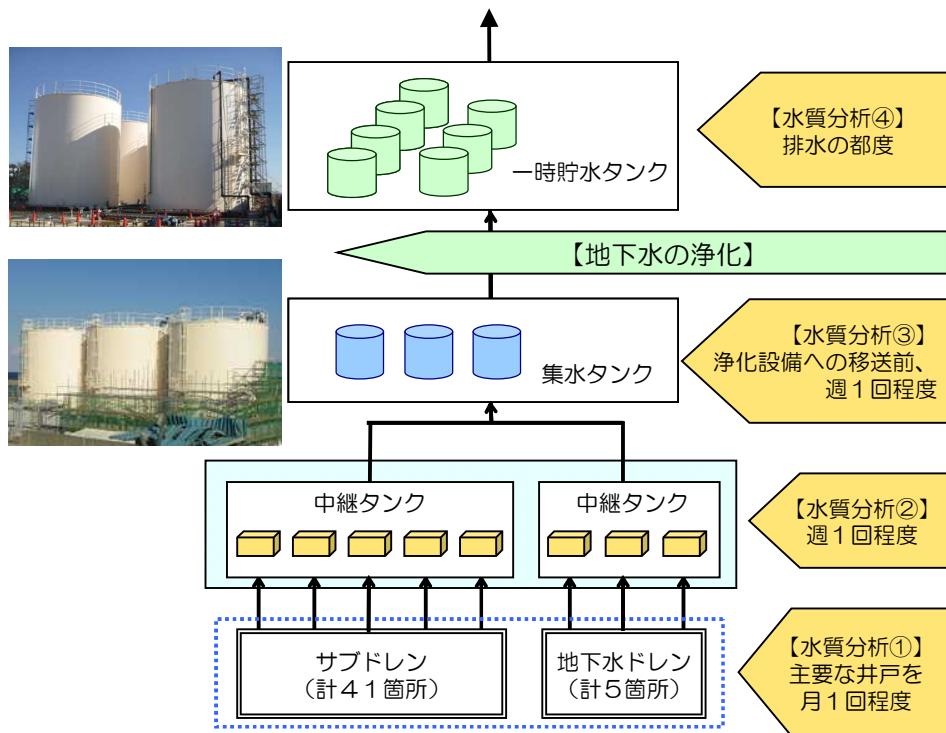 【水質分析④】
排水の都度
一時貯水タンク
【地下水の浄化】
【水質分析③】
浄化設備への移送前、
週１回程度
集水タンク
中継タンク
中継タンク
【水質分析②】
週１回程度
サブドレン
（計４１箇所）
地下水ドレン
（計５箇所）
【水質分析①】
主要な井戸を
月１回程度